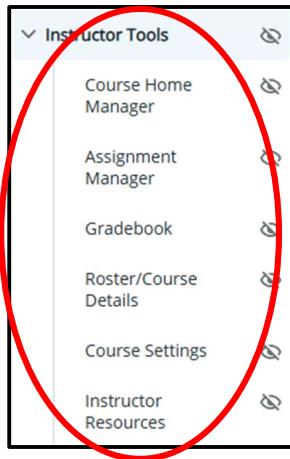 Instructor Tools
Course Home
Manager
Assignment
Manager
Gradebook
Roster/Course
Details
Course Settings
Instructor
Resources